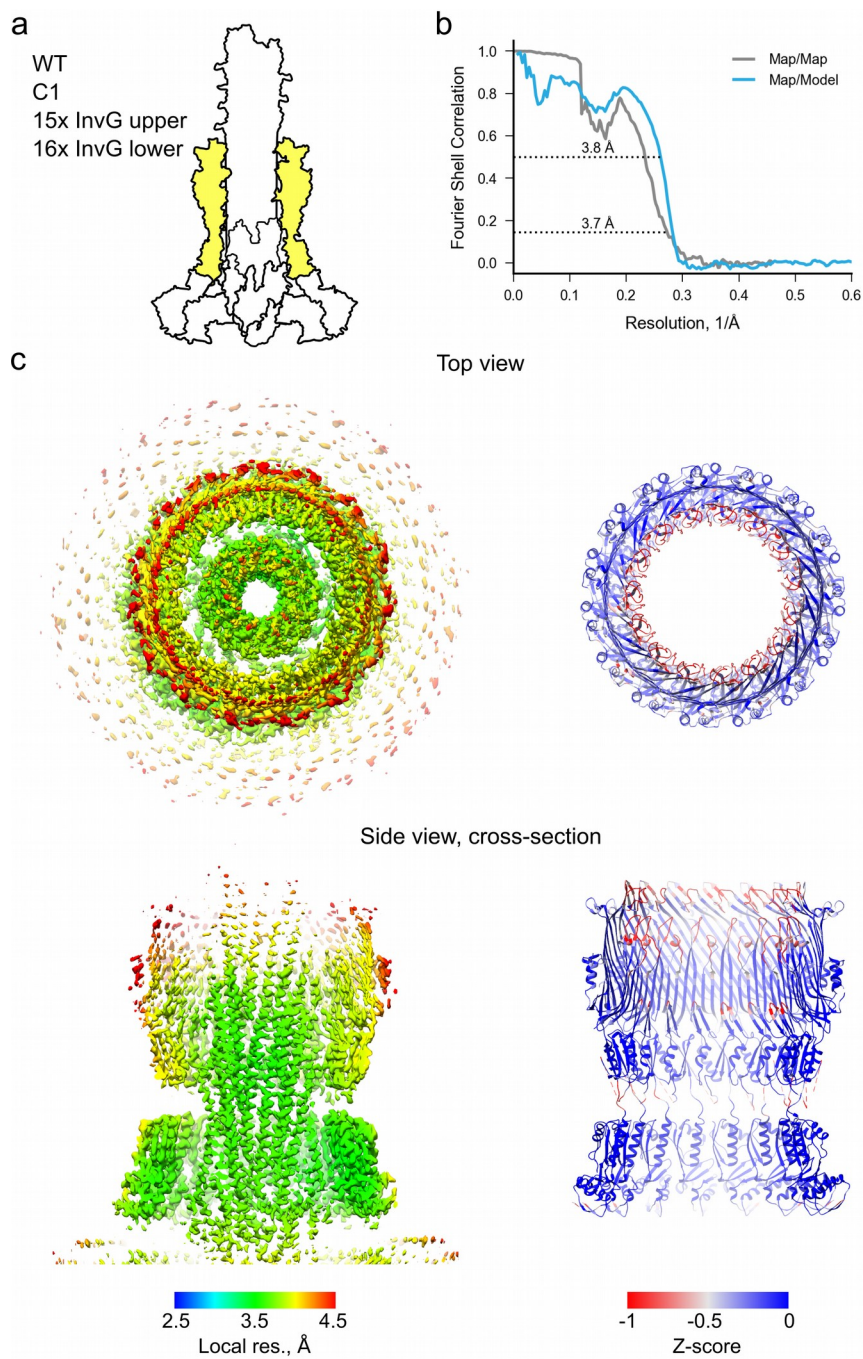 a
WT
C1
15x InvG upper
16x InvG lower
b
Fourier Shell Correlation
1.0
0.8
0.6
0.4
0.2
0.0
Map/Map
Map/Model
3.8 Å
3.7 Å
0.0 0.1 0.2 0.3 0.4 0.5 0.6
Resolution, 1/Å
c
Top view
Side view, cross-section
2.5 3.5 4.5
Local res., Å
-1 -0.5 0
Z-score